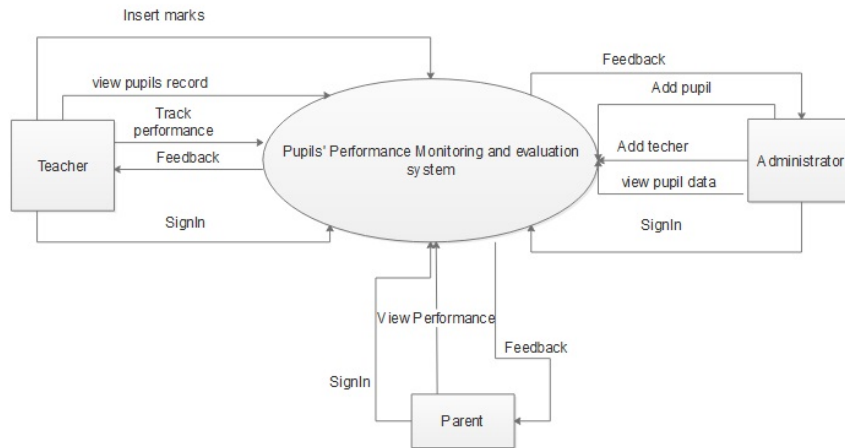 Insert marks
view pupils record
Track
performance
Feedback
Teacher
SignIn
Pupils' Performance Monitoring and evaluation
system
Feedback
Add pupil
Add techer
Administrator
view pupil data
SignIn
View Performance
SignIn
Feedback
Parent